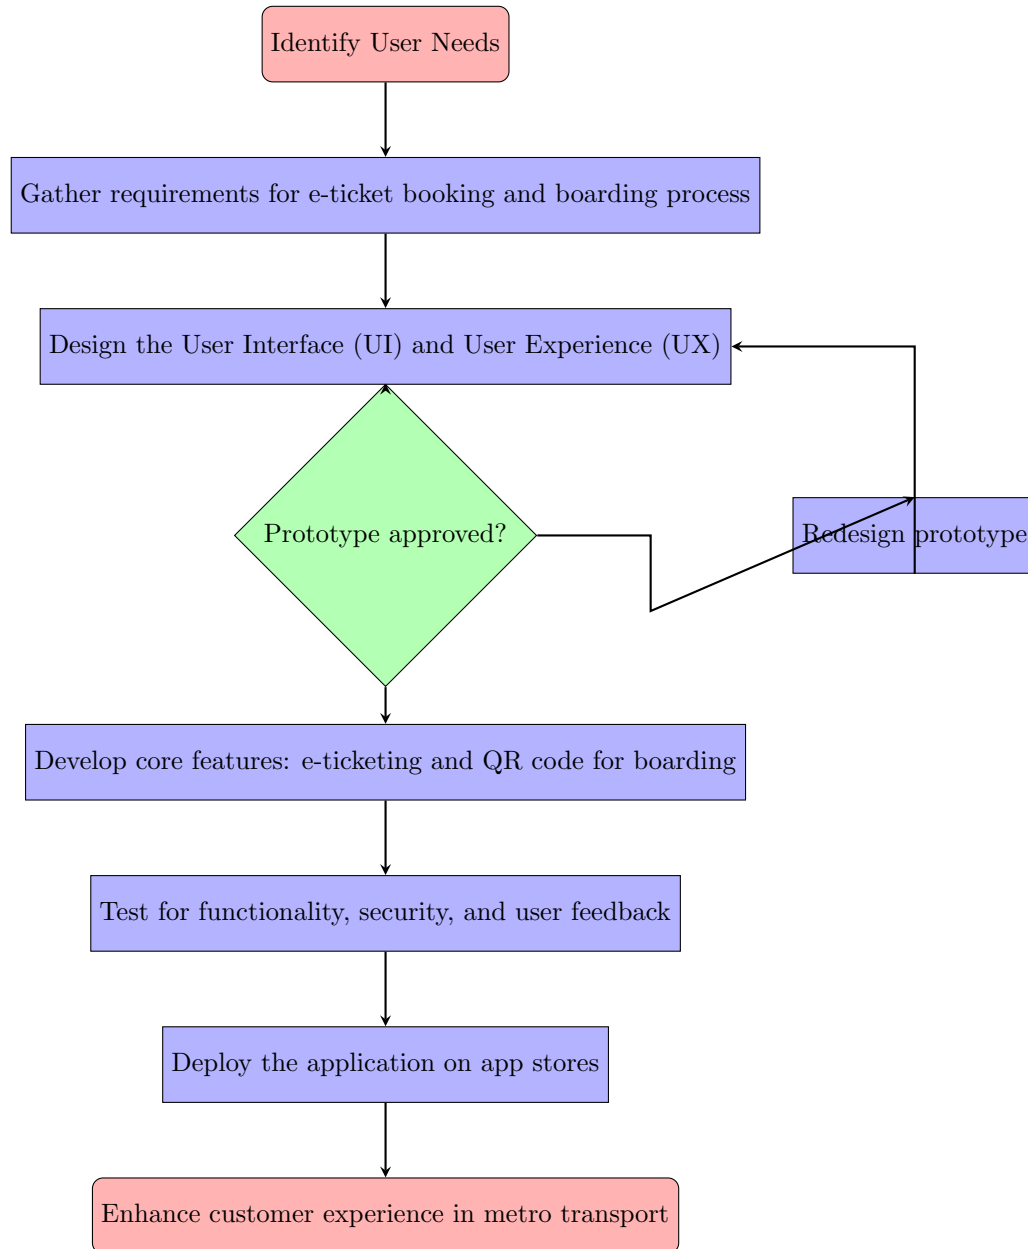 Identify User Needs
Gather requirements for e-ticket booking and boarding process
Design the User Interface (UI) and User Experience (UX)
Prototype approved?
Redesign prototype
Develop core features: e-ticketing and QR code for boarding
Test for functionality, security, and user feedback
Deploy the application on app stores
Enhance customer experience in metro transport